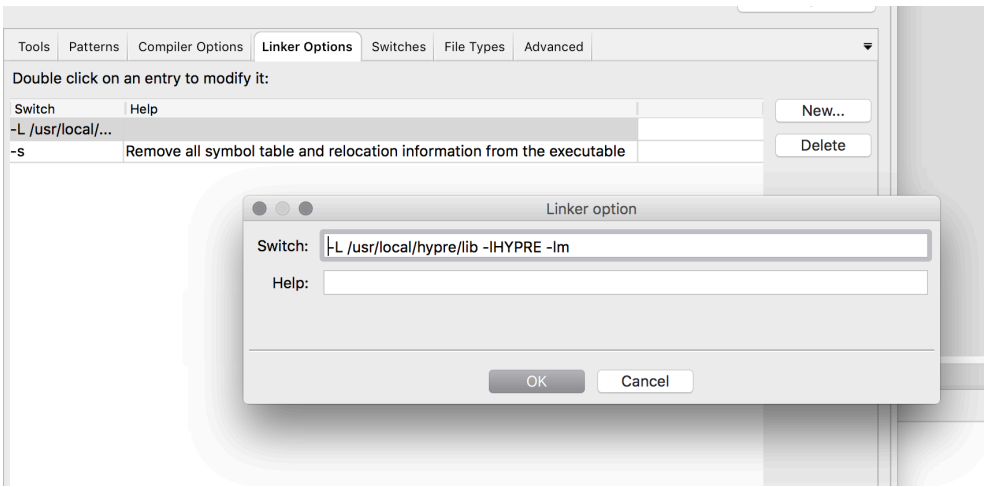 Tools Patterns Compiler Options Linker Options Switches File Types Advanced
Double click on an entry to modify it:
Switch Help
New...
-L /usr/local/...
-s Remove all symbol table and relocation information from the executable
Delete
Linker option
Switch: -L /usr/local/hypre/lib -lHYPRE -lm
Help:
OK Cancel